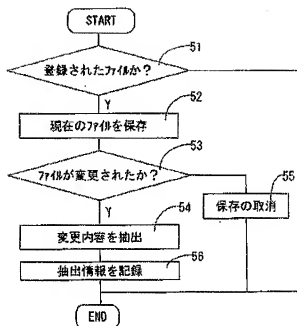 START
51
登録されたファイルか？
Y
52
現在のファイルを保存
53
ファイルが変更されたか？
55
Y
54
保存の取消
変更内容を抽出
56
抽出情報を記録
END